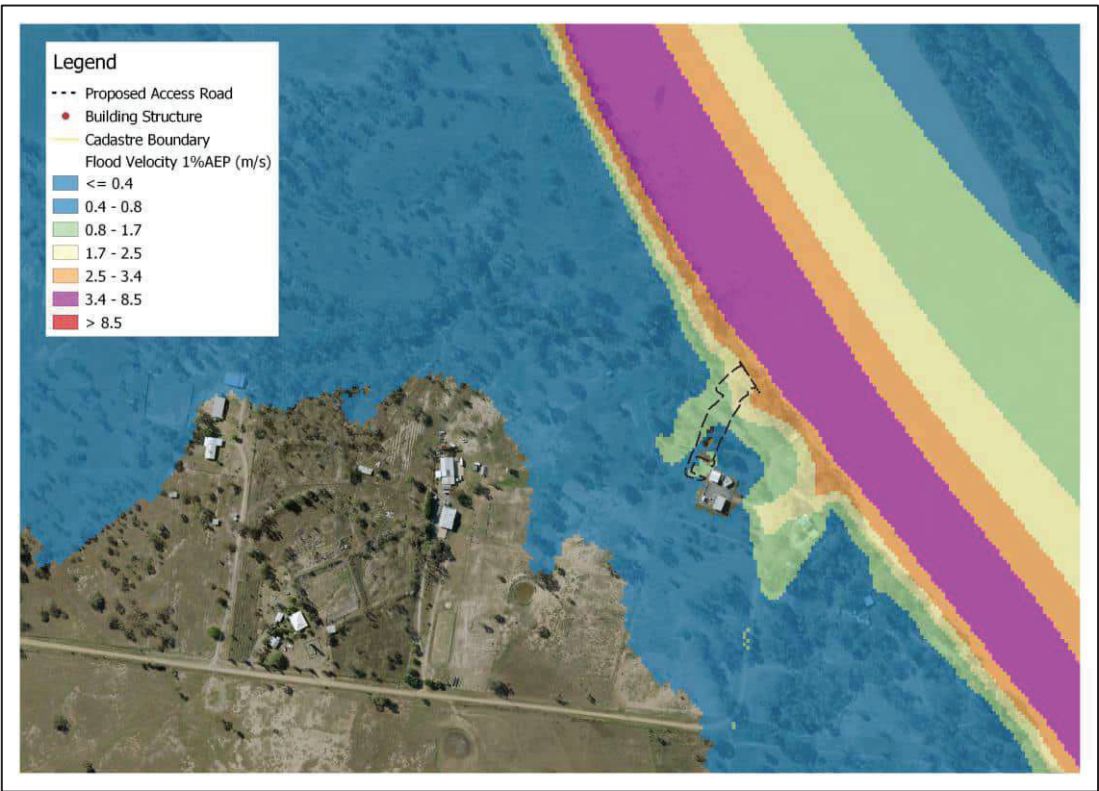 Legend
Proposed Access Road
Building Structure
Cadastre Boundary
Flood Velocity 1%AEP (m/s)
<= 0.4
0.4 - 0.8
0.8 - 1.7
1.7 - 2.5
2.5 - 3.4
3.4 - 8.5
> 8.5